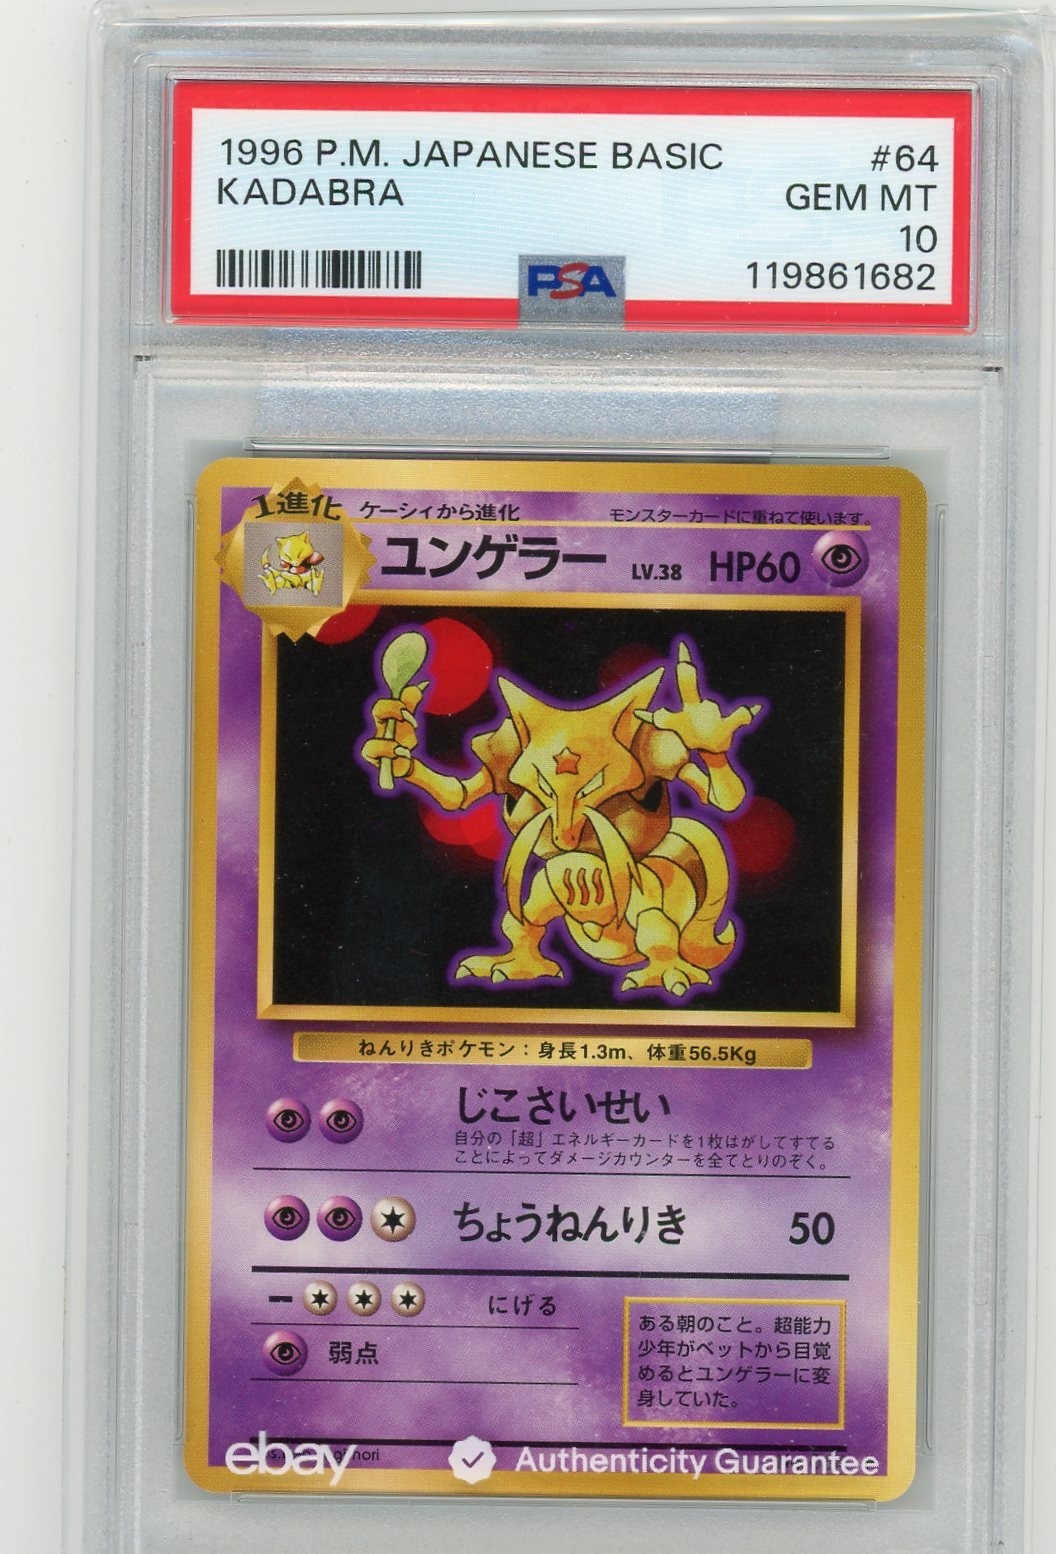 1996 P.M. JAPANESE BASIC #64
KADABRA GEM MT
10
119861682
PSA
1進化 ケーシィから進化 モンスターカードに重ねて使います。
ユンゲラー LV.38 HP60
ねんりきポケモン：身長1.3m、体重56.5Kg
じこさいせい
自分の「超」エネルギーカードを1枚はがしてすてる
ことによってダメージカウンターを全てとりのぞく。
ちょうねんりき 50
にげる
弱点
ある朝のこと。超能力
少年がベットから目覚
めるとユンゲラーに変
身していた。
ebay Authenticity Guarantee